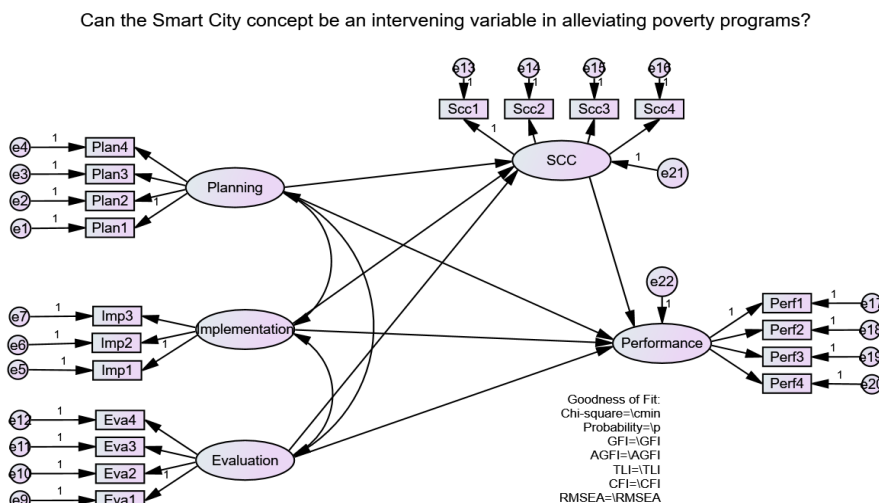 Can the Smart City concept be an intervening variable in alleviating poverty programs?
e13 e14 e15 e16
1 1 1 1
Scc1 Scc2 Scc3 Scc4
1
SCC
1
e21
e4 1 Plan4
e3 1 Plan3
e2 1 Plan2
e1 1 Plan1
1
Planning
e7 1 Imp3
e6 1 Imp2
e5 1 Imp1
1
Implementation
e22
1
Performance
1
Perf1 1 e17
Perf2 1 e18
Perf3 1 e19
Perf4 1 e20
e12 1 Eva4
e11 1 Eva3
e10 1 Eva2
e9 1 Eva1
1
Evaluation
Goodness of Fit:
Chi-square=\cmin
Probability=\p
GFI=\GFI
AGFI=\AGFI
TLI=\TLI
CFI=\CFI
RMSEA=\RMSEA